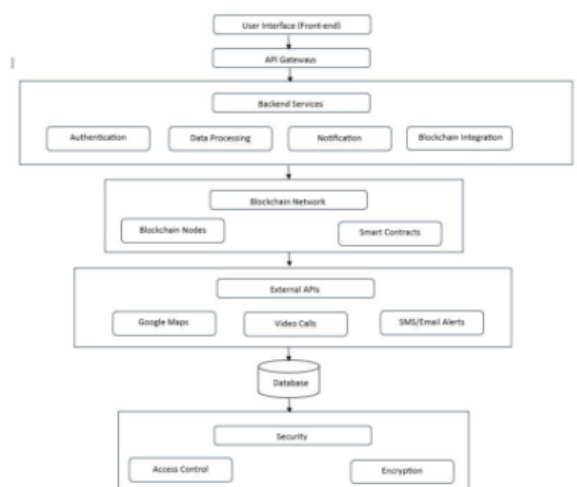 User Interface (Front-end)
API Gateways
Backend Services
Authentication
Data Processing
Notification
Blockchain Integration
Blockchain Network
Blockchain Nodes
Smart Contracts
External APIs
Google Maps
Video Calls
SMS/Email Alerts
Database
Security
Access Control
Encryption